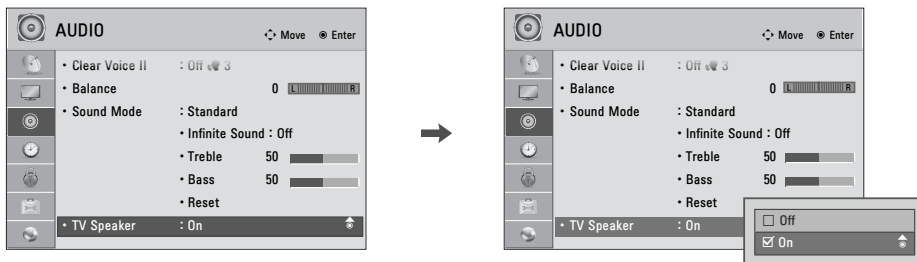 AUDIO Move Enter
• Clear Voice II : Off 3
• Balance 0 L R
• Sound Mode : Standard
• Infinite Sound : Off
• Treble 50
• Bass 50
• Reset
• TV Speaker : On
AUDIO Move Enter
• Clear Voice II : Off 3
• Balance 0 L R
• Sound Mode : Standard
• Infinite Sound : Off
• Treble 50
• Bass 50
• Reset
• TV Speaker : On
Off
On